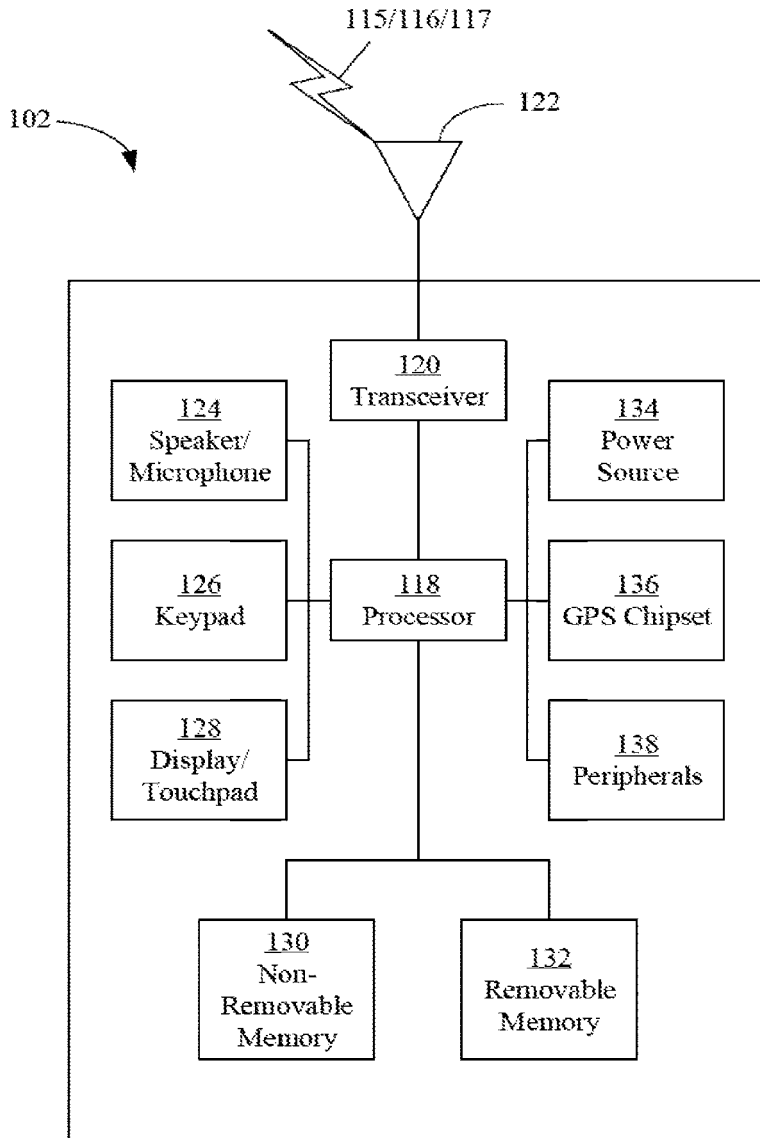 115/116/117
122
102
120
Transceiver
124
Speaker/
Microphone
134
Power
Source
126
Keypad
118
Processor
136
GPS Chipset
128
Display/
Touchpad
138
Peripherals
130
Non-
Removable
Memory
132
Removable
Memory